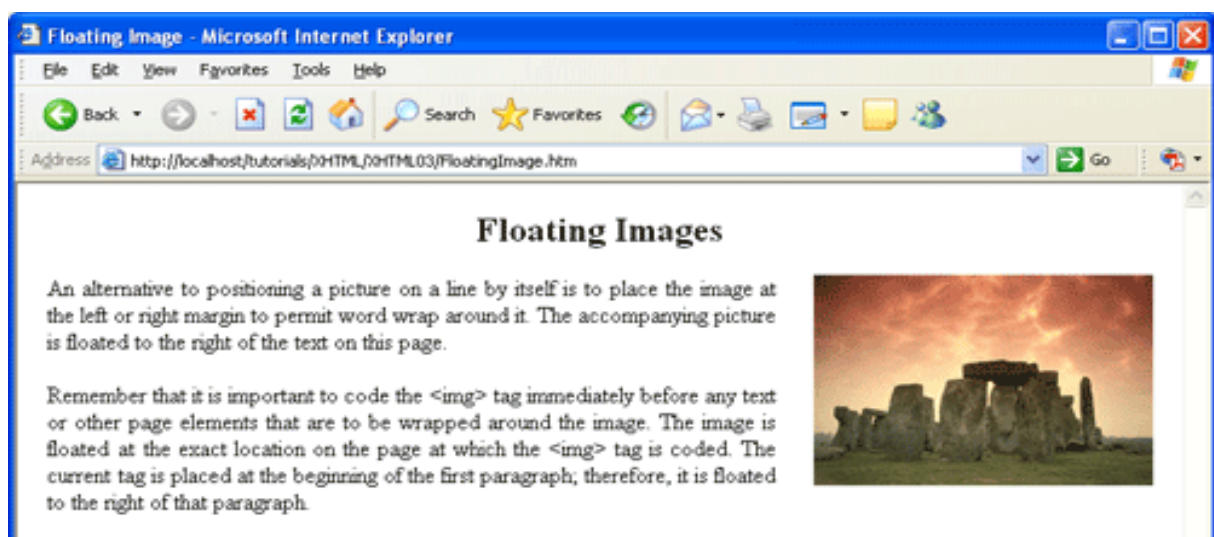 Floating Image - Microsoft Internet Explorer
File Edit View Favorites Tools Help
Back Search Favorites
Address http://localhost/tutorials/XHTML/XHTML03/FloatingImage.htm Go
Floating Images
An alternative to positioning a picture on a line by itself is to place the image at
the left or right margin to permit word wrap around it. The accompanying picture
is floated to the right of the text on this page.
Remember that it is important to code the <img> tag immediately before any text
or other page elements that are to be wrapped around the image. The image is
floated at the exact location on the page at which the <img> tag is coded. The
current tag is placed at the beginning of the first paragraph; therefore, it is floated
to the right of that paragraph.